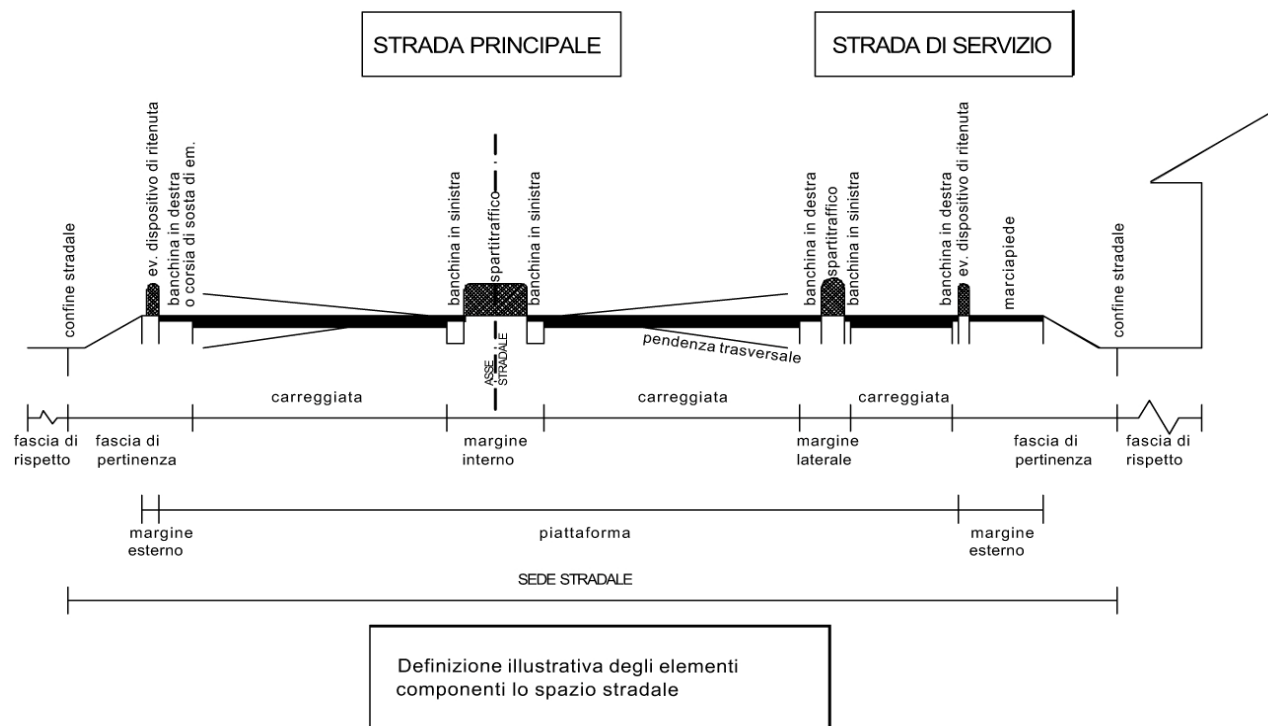 STRADA PRINCIPALE
STRADA DI SERVIZIO
confine stradale
ev. dispositivo di ritenuta
banchina in destra
o corsia di sosta di em.
banchina in sinistra
spartitraffico
banchina in sinistra
banchina in destra
spartitraffico
banchina in sinistra
banchina in destra
ev. dispositivo di ritenuta
marciapiede
confine stradale
pendenza trasversale
ASSE
STRADALE
carreggiata
carreggiata
carreggiata
fascia di
rispetto
fascia di
pertinenza
margine
interno
margine
laterale
fascia di
pertinenza
fascia di
rispetto
margine
esterno
piattaforma
margine
esterno
SEDE STRADALE
Definizione illustrativa degli elementi
componenti lo spazio stradale